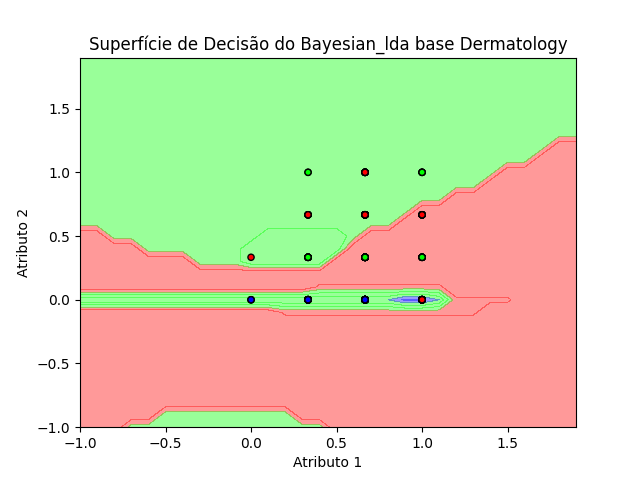 Superfície de Decisão do Bayesian_lda base Dermatology
1.5
1.0
0.5
0.0
−0.5
−1.0
Atributo 2
−1.0 −0.5 0.0 0.5 1.0 1.5
Atributo 1